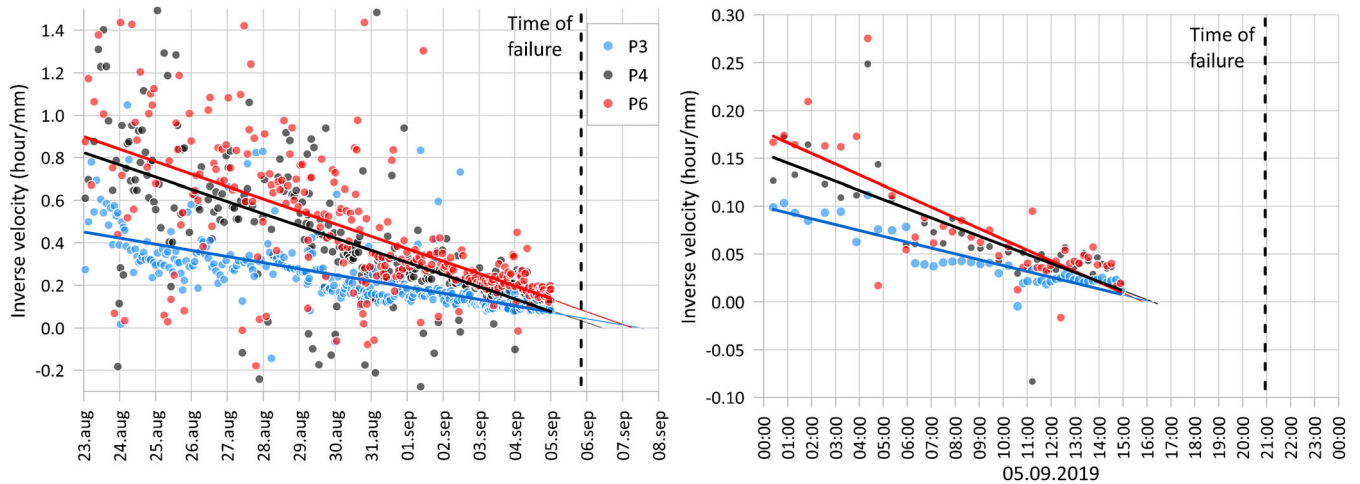 Inverse velocity (hour/mm)
1.4
1.2
1.0
0.8
0.6
0.4
0.2
0.0
-0.2
Time of
failure
P3
P4
P6
23.aug
24.aug
25.aug
26.aug
27.aug
28.aug
29.aug
30.aug
31.aug
01.sep
02.sep
03.sep
04.sep
05.sep
06.sep
07.sep
08.sep
Inverse velocity (hour/mm)
0.30
0.25
0.20
0.15
0.10
0.05
0.00
-0.05
-0.10
Time of
failure
00:00
01:00
02:00
03:00
04:00
05:00
06:00
07:00
08:00
09:00
10:00
11:00
12:00
13:00
14:00
15:00
16:00
17:00
18:00
19:00
20:00
21:00
22:00
23:00
00:00
05.09.2019